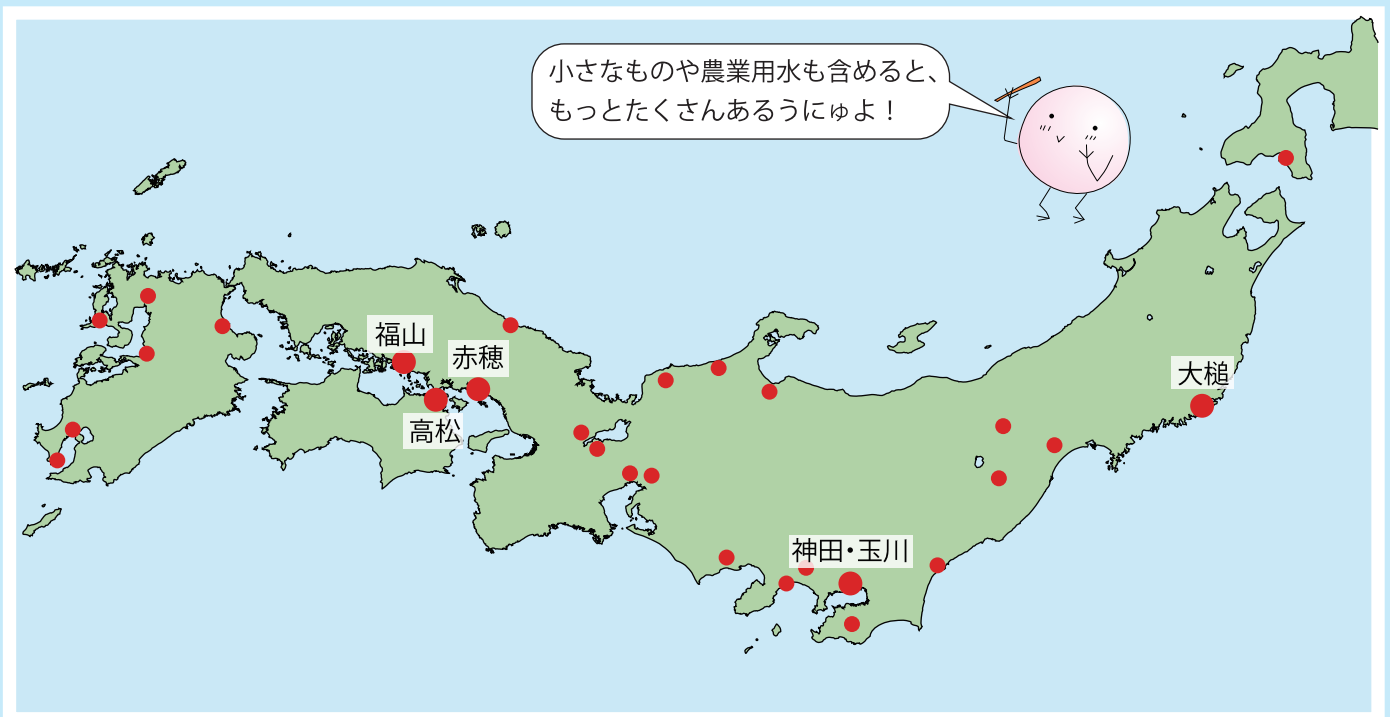 小さなものや農業用水も含めると、
もっとたくさんあるうにゅよ！
福山
赤穂
高松
大槌
神田・玉川